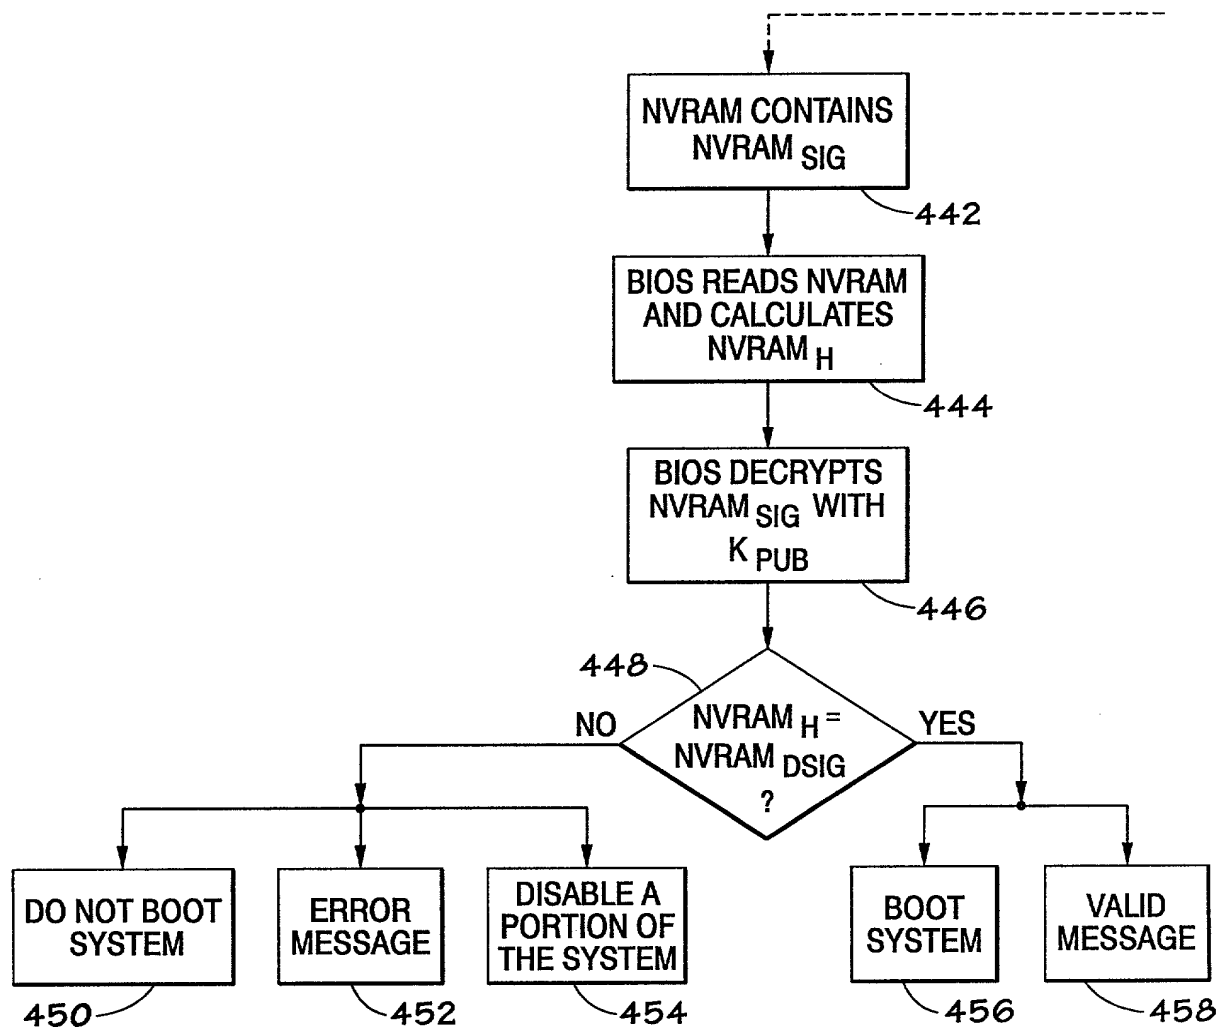 NVRAM CONTAINS
NVRAM SIG
442
BIOS READS NVRAM
AND CALCULATES
NVRAM H
444
BIOS DECRYPTS
NVRAM SIG WITH
K PUB
446
448
NO
NVRAM H =
NVRAM DSIG
?
YES
DO NOT BOOT
SYSTEM
450
ERROR
MESSAGE
452
DISABLE A
PORTION OF
THE SYSTEM
454
BOOT
SYSTEM
456
VALID
MESSAGE
458